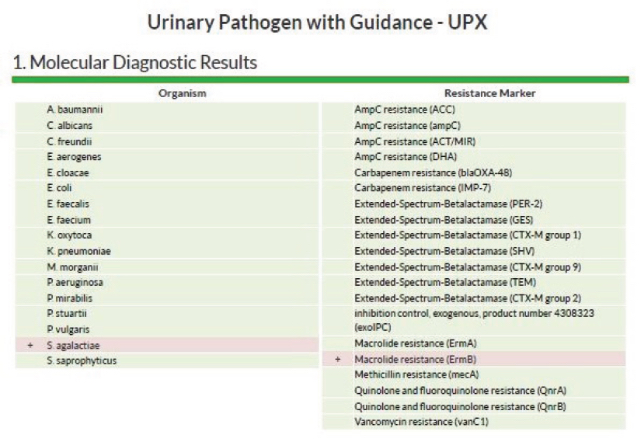 Urinary Pathogen with Guidance - UPX
1. Molecular Diagnostic Results
Organism
A. baumannii
C. albicans
C. freundii
E. aerogenes
E. cloacae
E. coli
E. faecalis
E. faecium
K. oxytoca
K. pneumoniae
M. morganii
P. aeruginosa
P. mirabilis
P. stuartii
P. vulgaris
+ S. agalactiae
S. saprophyticus
Resistance Marker
AmpC resistance (ACC)
AmpC resistance (ampC)
AmpC resistance (ACT/MIR)
AmpC resistance (DHA)
Carbapenem resistance (blaOXA-48)
Carbapenem resistance (IMP-7)
Extended-Spectrum-Betalactamase (PER-2)
Extended-Spectrum-Betalactamase (GES)
Extended-Spectrum-Betalactamase (CTX-M group 1)
Extended-Spectrum-Betalactamase (SHV)
Extended-Spectrum-Betalactamase (CTX-M group 9)
Extended-Spectrum-Betalactamase (TEM)
Extended-Spectrum-Betalactamase (CTX-M group 2)
inhibition control, exogenous, product number 4308323
(exoIPC)
Macrolide resistance (ErmA)
+ Macrolide resistance (ErmB)
Methicillin resistance (mecA)
Quinolone and fluoroquinolone resistance (QnrA)
Quinolone and fluoroquinolone resistance (QnrB)
Vancomycin resistance (vanC1)